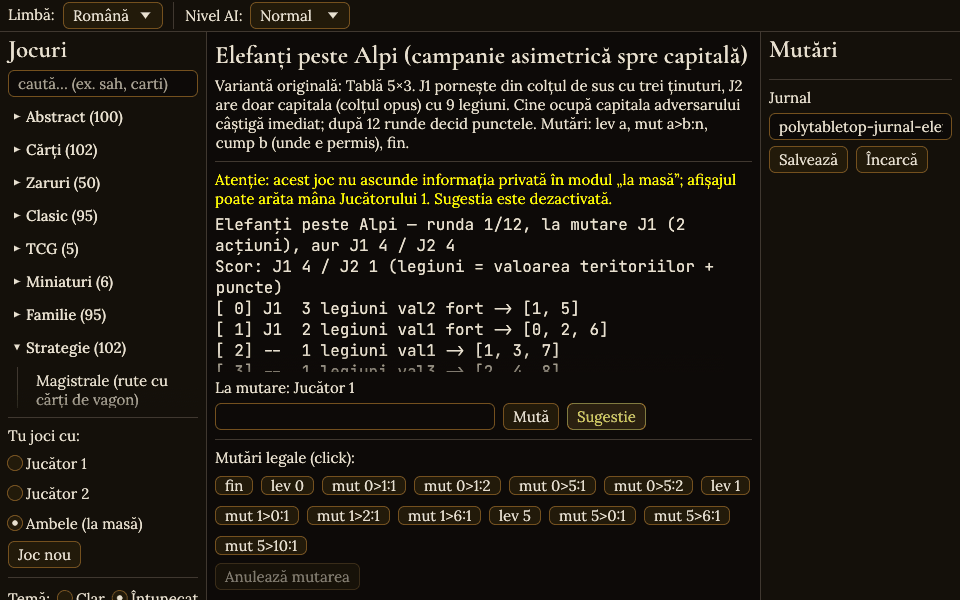 Limbă: Română ▼ Nivel AI: Normal ▼
Jocuri
caută... (ex. sah, carti)
▸ Abstract (100)
▸ Cărți (102)
▸ Zaruri (50)
▸ Clasic (95)
▸ TCG (5)
▸ Miniaturi (6)
▸ Familie (95)
▾ Strategie (102)
Magistrale (rute cu
cărți de vagon)
Tu joci cu:
Jucător 1
Jucător 2
Ambele (la masă)
Joc nou
Temă: Clar Întunecat
Elefanți peste Alpi (campanie asimetrică spre capitală)
Variantă originală: Tablă 5×3. J1 pornește din colțul de sus cu trei ținuturi, J2
are doar capitala (colțul opus) cu 9 legiuni. Cine ocupă capitala adversarului
câștigă imediat; după 12 runde decid punctele. Mutări: lev a, mut a>b:n,
cump b (unde e permis), fin.
Atenție: acest joc nu ascunde informația privată în modul „la masă”; afișajul
poate arăta mâna Jucătorului 1. Sugestia este dezactivată.
Elefanți peste Alpi — runda 1/12, la mutare J1 (2
acțiuni), aur J1 4 / J2 4
Scor: J1 4 / J2 1 (legiuni = valoarea teritoriilor +
puncte)
[ 0] J1  3 legiuni val2 fort -> [1, 5]
[ 1] J1  2 legiuni val1 fort -> [0, 2, 6]
[ 2] --  1 legiuni val1 -> [1, 3, 7]
[ 3] --  1 legiuni val3 -> [2, 4, 8]
La mutare: Jucător 1
Mută Sugestie
Mutări legale (click):
fin lev 0 mut 0>1:1 mut 0>1:2 mut 0>5:1 mut 0>5:2 lev 1
mut 1>0:1 mut 1>2:1 mut 1>6:1 lev 5 mut 5>0:1 mut 5>6:1
mut 5>10:1
Anulează mutarea
Mutări
Jurnal
polytabletop-jurnal-ele
Salvează Încarcă